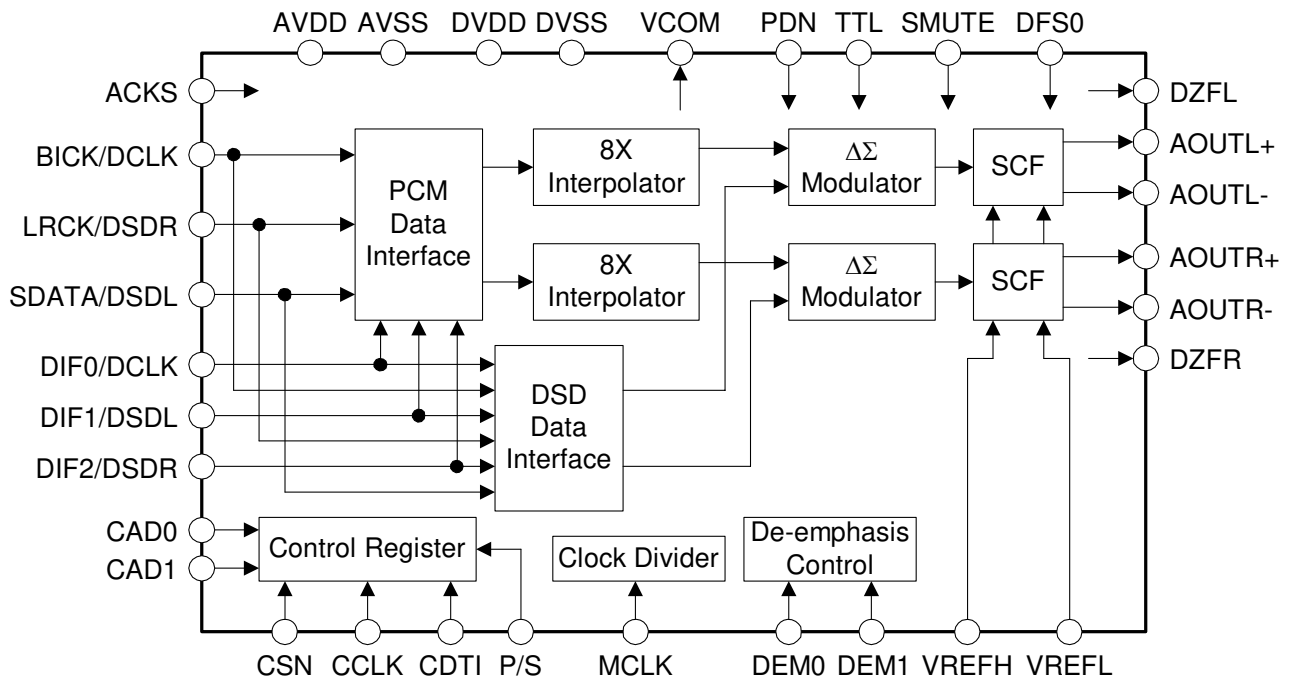 AVDD AVSS DVDD DVSS VCOM PDN TTL SMUTE DFS0
ACKS
DZFL
BICK/DCLK
AOUTL+
LRCK/DSDR
AOUTL-
SDATA/DSDL
AOUTR+
AOUTR-
DIF0/DCLK
DZFR
DIF1/DSDL
DIF2/DSDR
CAD0
CAD1
PCM
Data
Interface
8X
Interpolator
ΔΣ
Modulator
SCF
8X
Interpolator
ΔΣ
Modulator
SCF
DSD
Data
Interface
Control Register
Clock Divider
De-emphasis
Control
CSN CCLK CDTI P/S MCLK DEM0 DEM1 VREFH VREFL